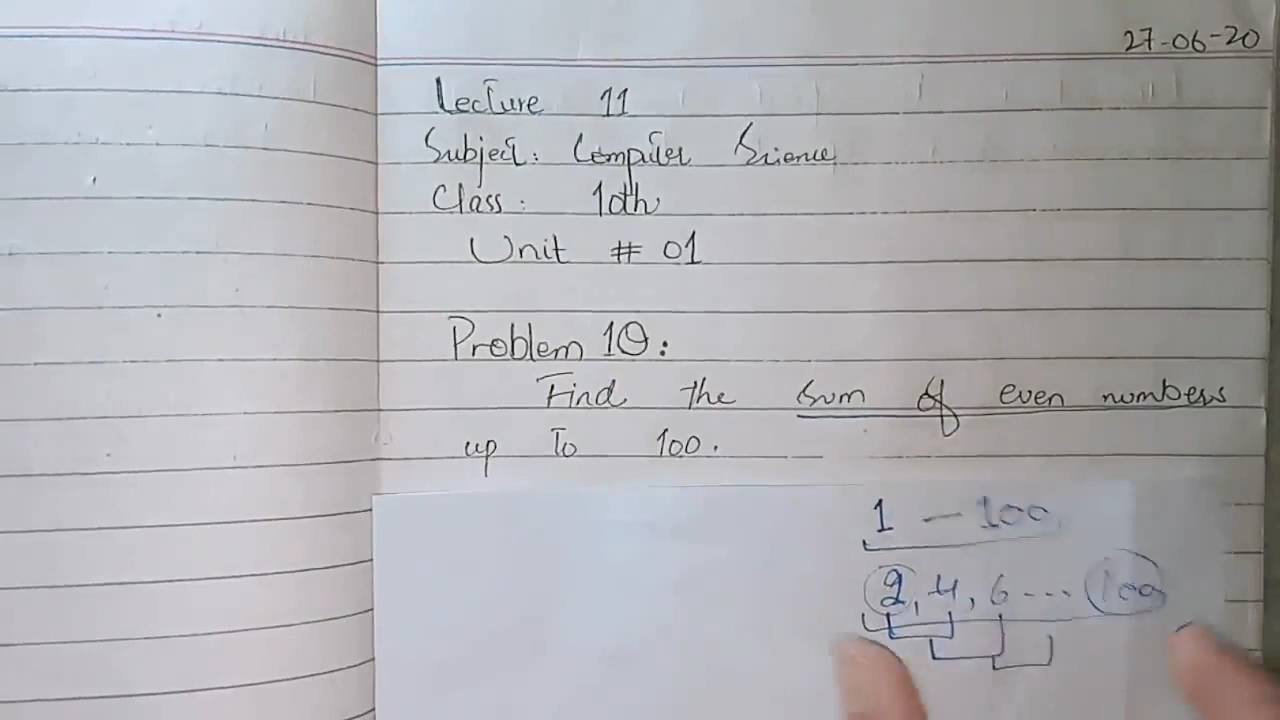 27-06-20
Lecture 11
Subject: Computer Science
Class: 10th
Unit # 01
Problem 10:
Find the sum of even numbers
up to 100.
1 — 100
2, 4, 6 --- 100